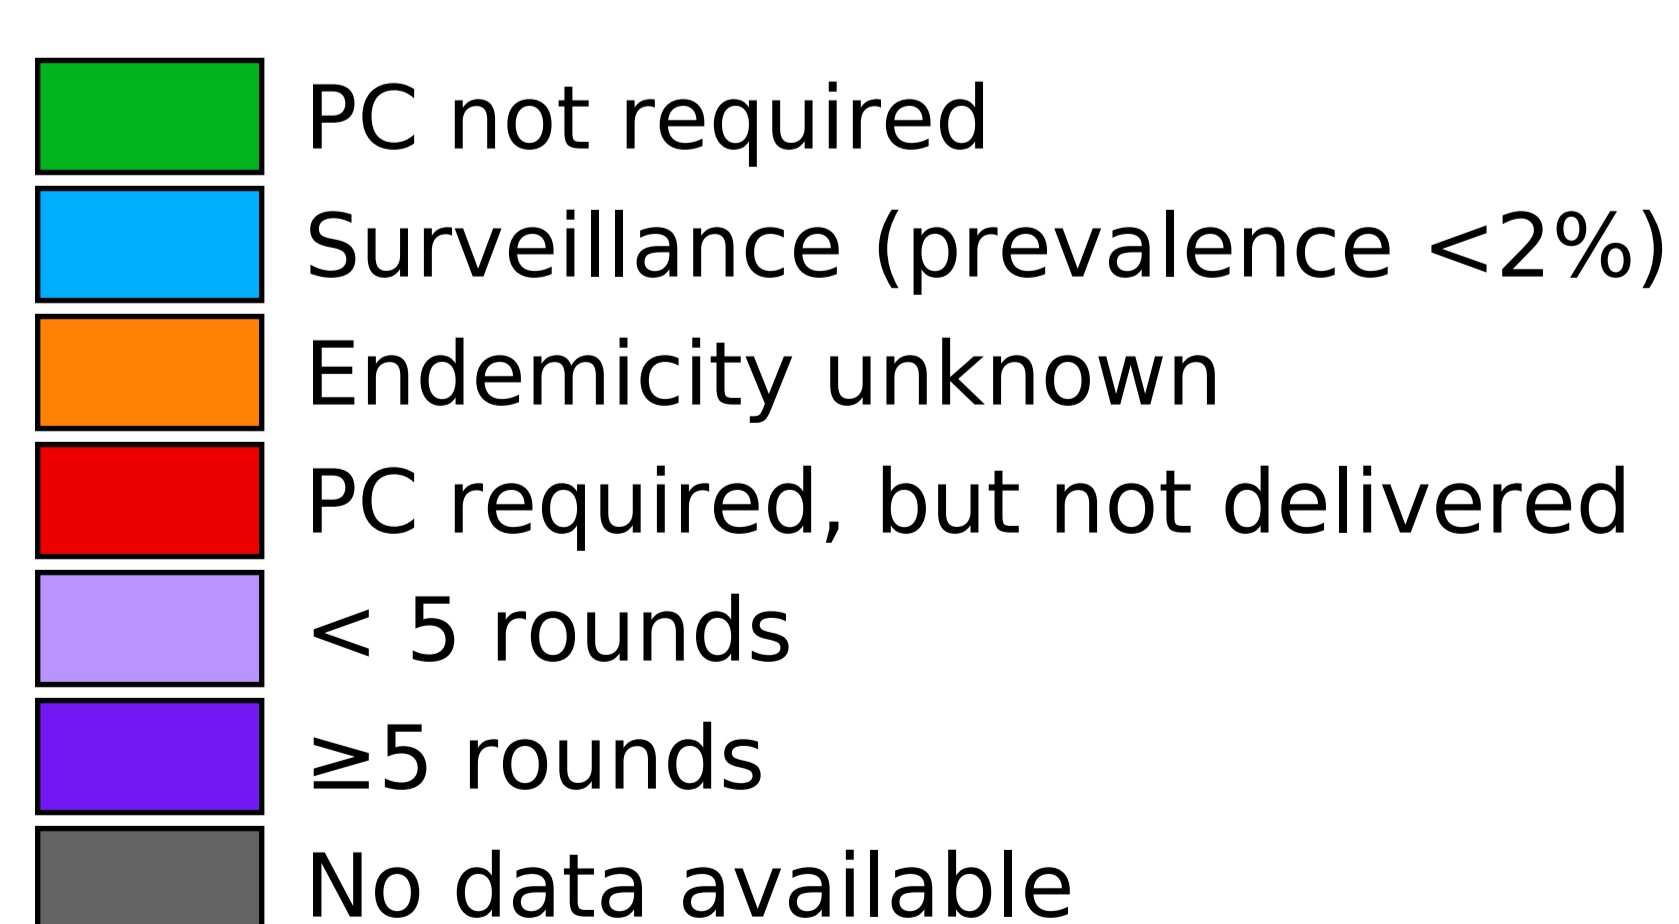 PC not required
Surveillance (prevalence <2%)
Endemicity unknown
PC required, but not delivered
< 5 rounds
≥5 rounds
No data available